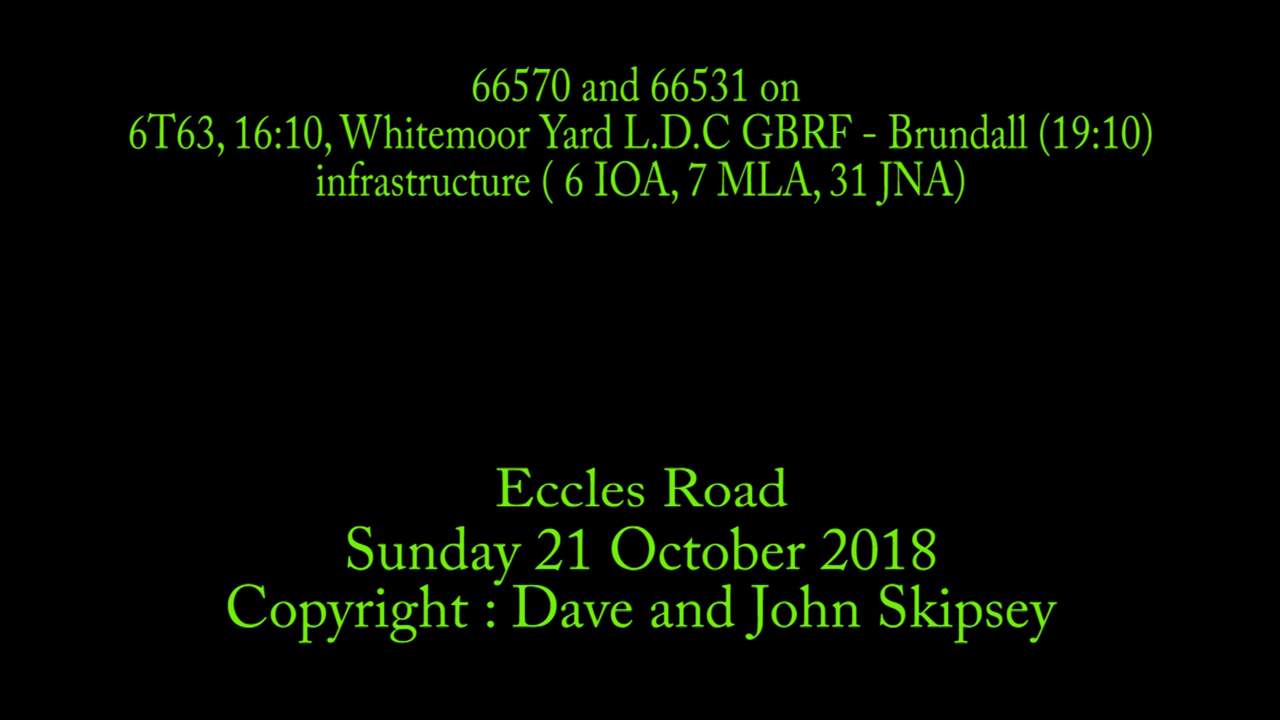 66570 and 66531 on
6T63, 16:10, Whitemoor Yard L.D.C GBRF - Brundall (19:10)
infrastructure ( 6 IOA, 7 MLA, 31 JNA)
Eccles Road
Sunday 21 October 2018
Copyright : Dave and John Skipsey